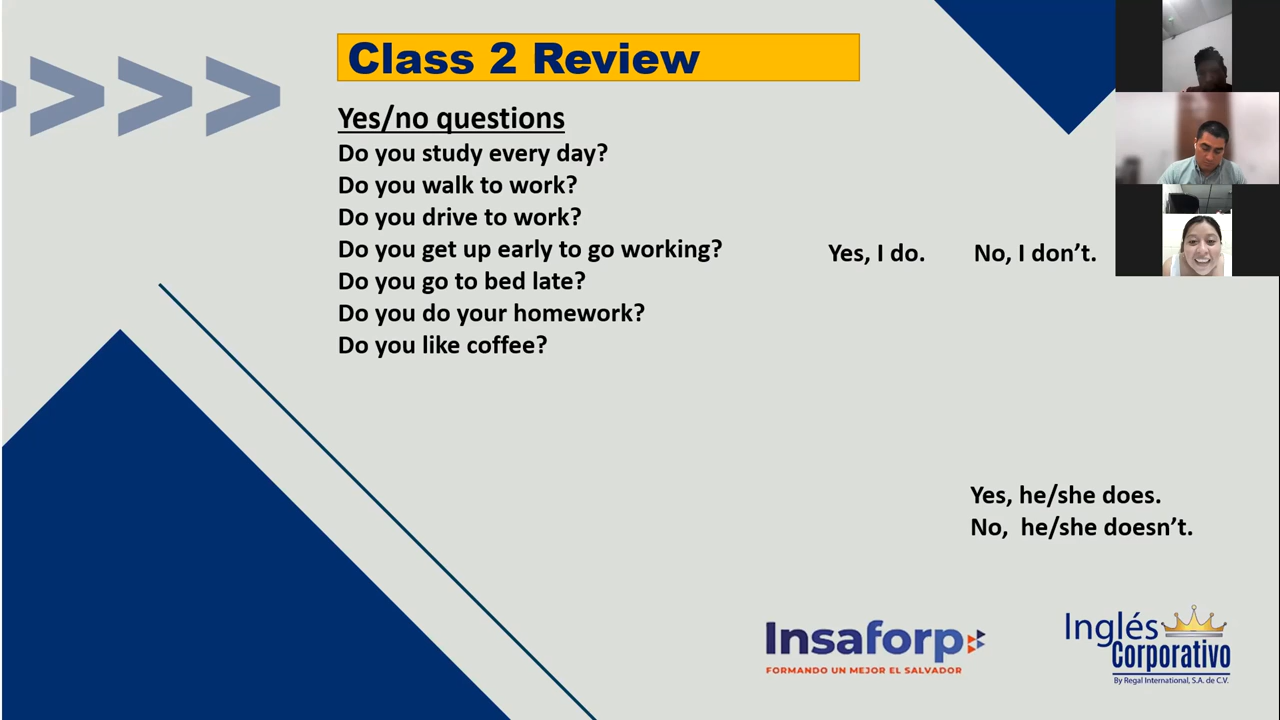 Class 2 Review
Yes/no questions
Do you study every day?
Do you walk to work?
Do you drive to work?
Do you get up early to go working?
Yes, I do. No, I don’t.
Do you go to bed late?
Do you do your homework?
Do you like coffee?
Yes, he/she does.
No, he/she doesn’t.
Insaforp
FORMANDO UN MEJOR EL SALVADOR
Inglés
Corporativo
By Regal International, S.A. de C.V.